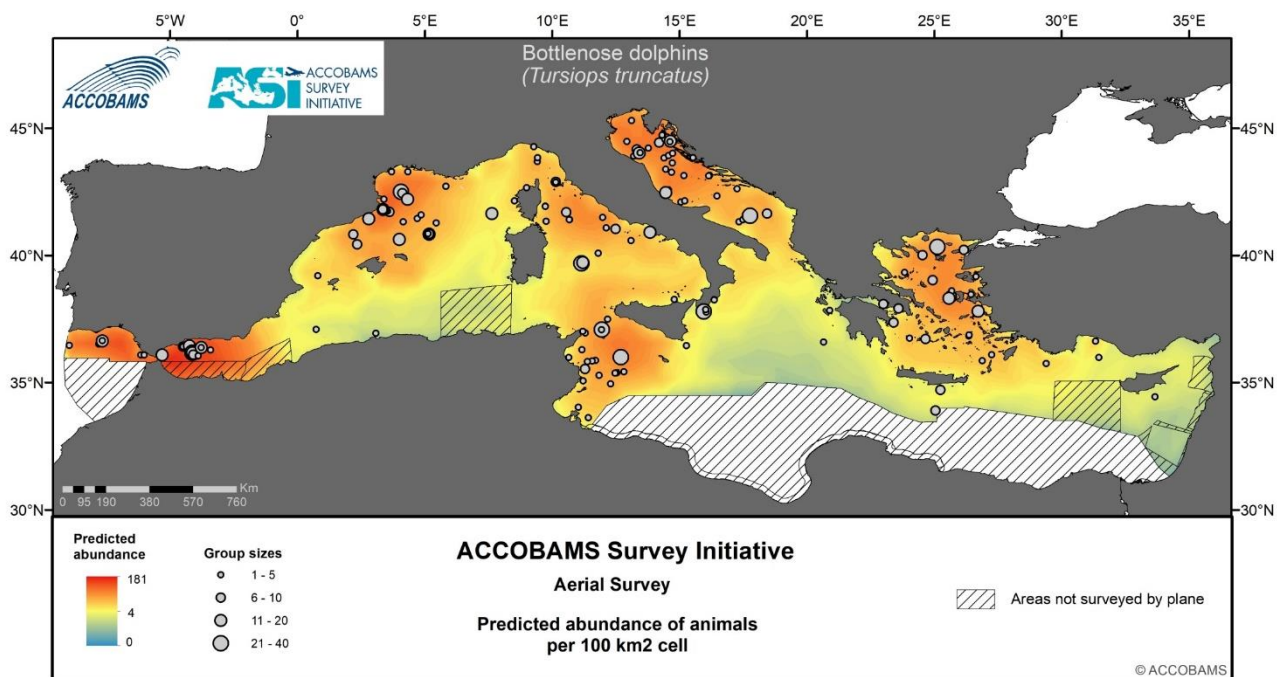 5°W 0° 5°E 10°E 15°E 20°E 25°E 30°E 35°E
ACCOBAMS
ASI
ACCOBAMS
SURVEY
INITIATIVE
Bottlenose dolphins
(Tursiops truncatus)
45°N 45°N
40°N 40°N
35°N 35°N
30°N 30°N
Km
0 95 190 380 570 760
Predicted
abundance
181
4
0
Group sizes
1 - 5
6 - 10
11 - 20
21 - 40
ACCOBAMS Survey Initiative
Aerial Survey
Predicted abundance of animals
per 100 km2 cell
Areas not surveyed by plane
© ACCOBAMS